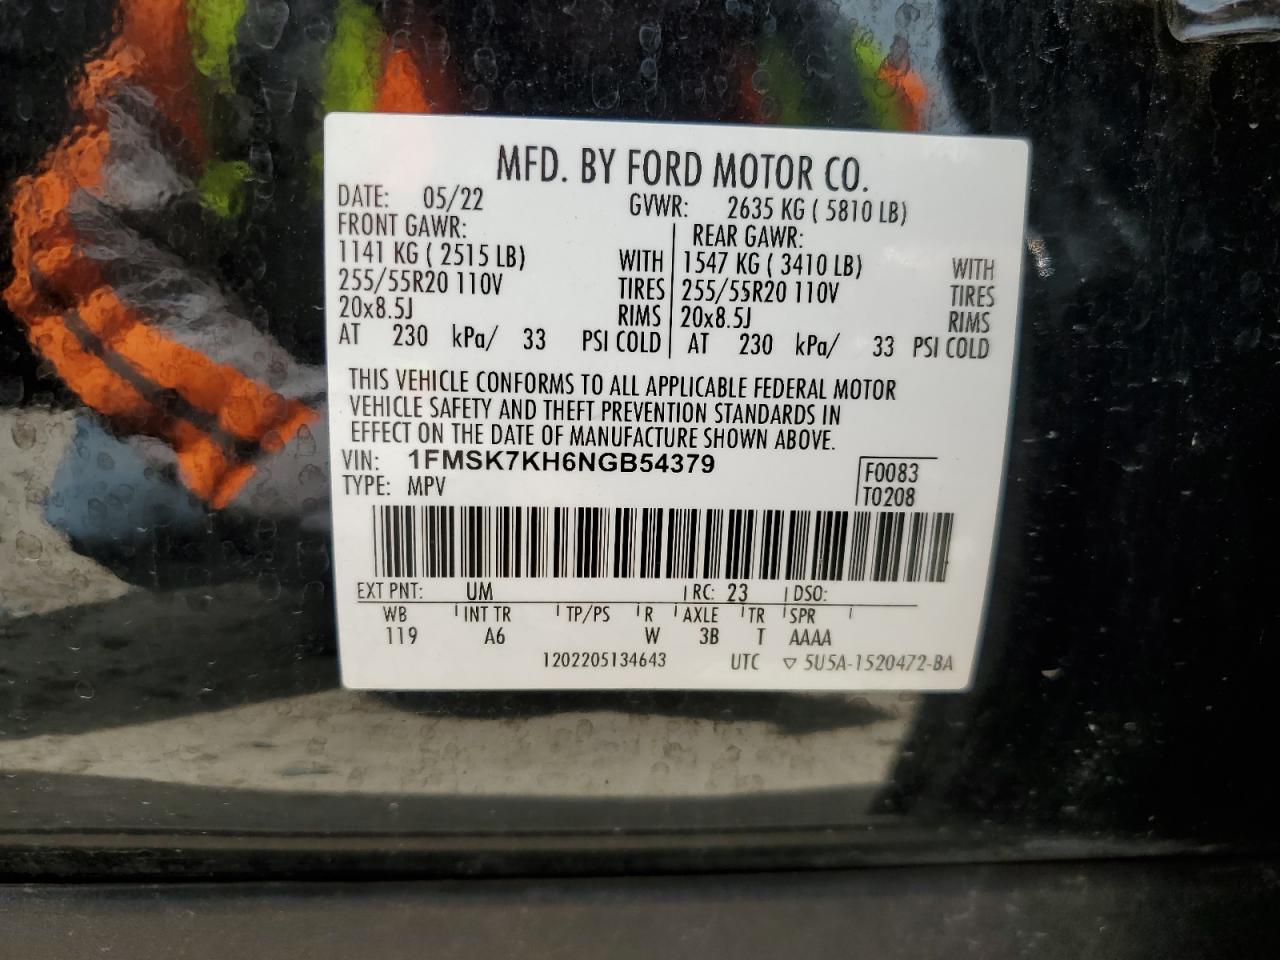 MFD. BY FORD MOTOR CO.
DATE: 05/22 GVWR: 2635 KG ( 5810 LB)
FRONT GAWR: REAR GAWR:
1141 KG ( 2515 LB) WITH 1547 KG ( 3410 LB) WITH
255/55R20 110V TIRES 255/55R20 110V TIRES
20x8.5J RIMS 20x8.5J RIMS
AT 230 kPa/ 33 PSI COLD AT 230 kPa/ 33 PSI COLD
THIS VEHICLE CONFORMS TO ALL APPLICABLE FEDERAL MOTOR
VEHICLE SAFETY AND THEFT PREVENTION STANDARDS IN
EFFECT ON THE DATE OF MANUFACTURE SHOWN ABOVE.
VIN: 1FMSK7KH6NGB54379 F0083
TYPE: MPV T0208
EXT PNT: UM RC: 23 DSO:
WB INT TR TP/PS R AXLE TR SPR
119 A6 W 3B T AAAA
1202205134643 UTC ▽ 5U5A-1520472-BA